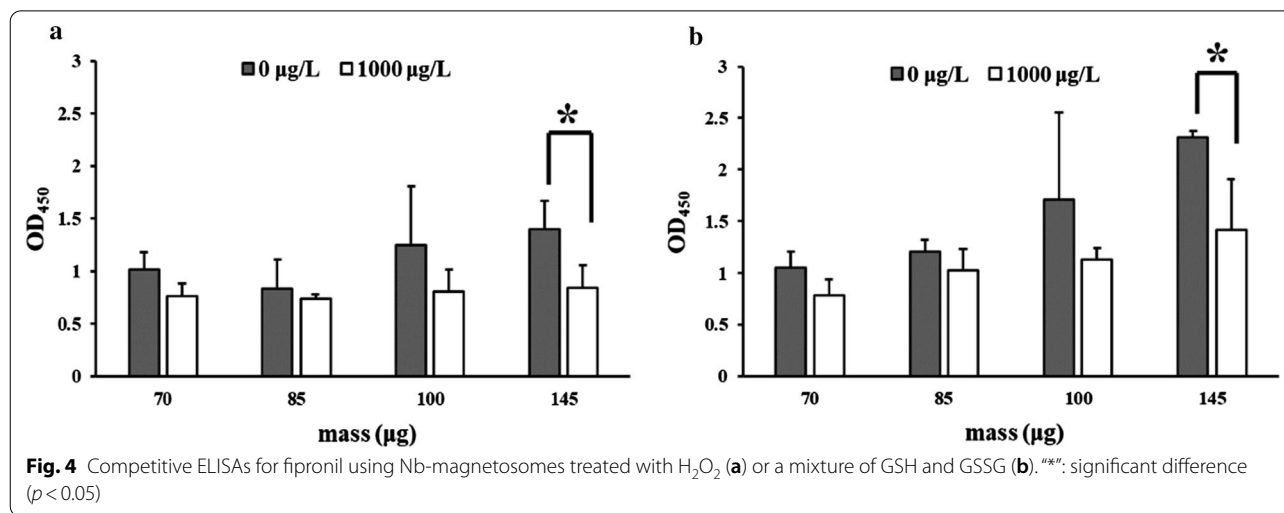 a
3
2.5
2
1.5
1
0.5
0
OD450
■ 0 µg/L □ 1000 µg/L
*
70 85 100 145
mass (µg)
b
3
2.5
2
1.5
1
0.5
0
OD450
■ 0 µg/L □ 1000 µg/L
*
70 85 100 145
mass (µg)
Fig. 4 Competitive ELISAs for fipronil using Nb-magnetosomes treated with H₂O₂ (a) or a mixture of GSH and GSSG (b). "*": significant difference
(p < 0.05)